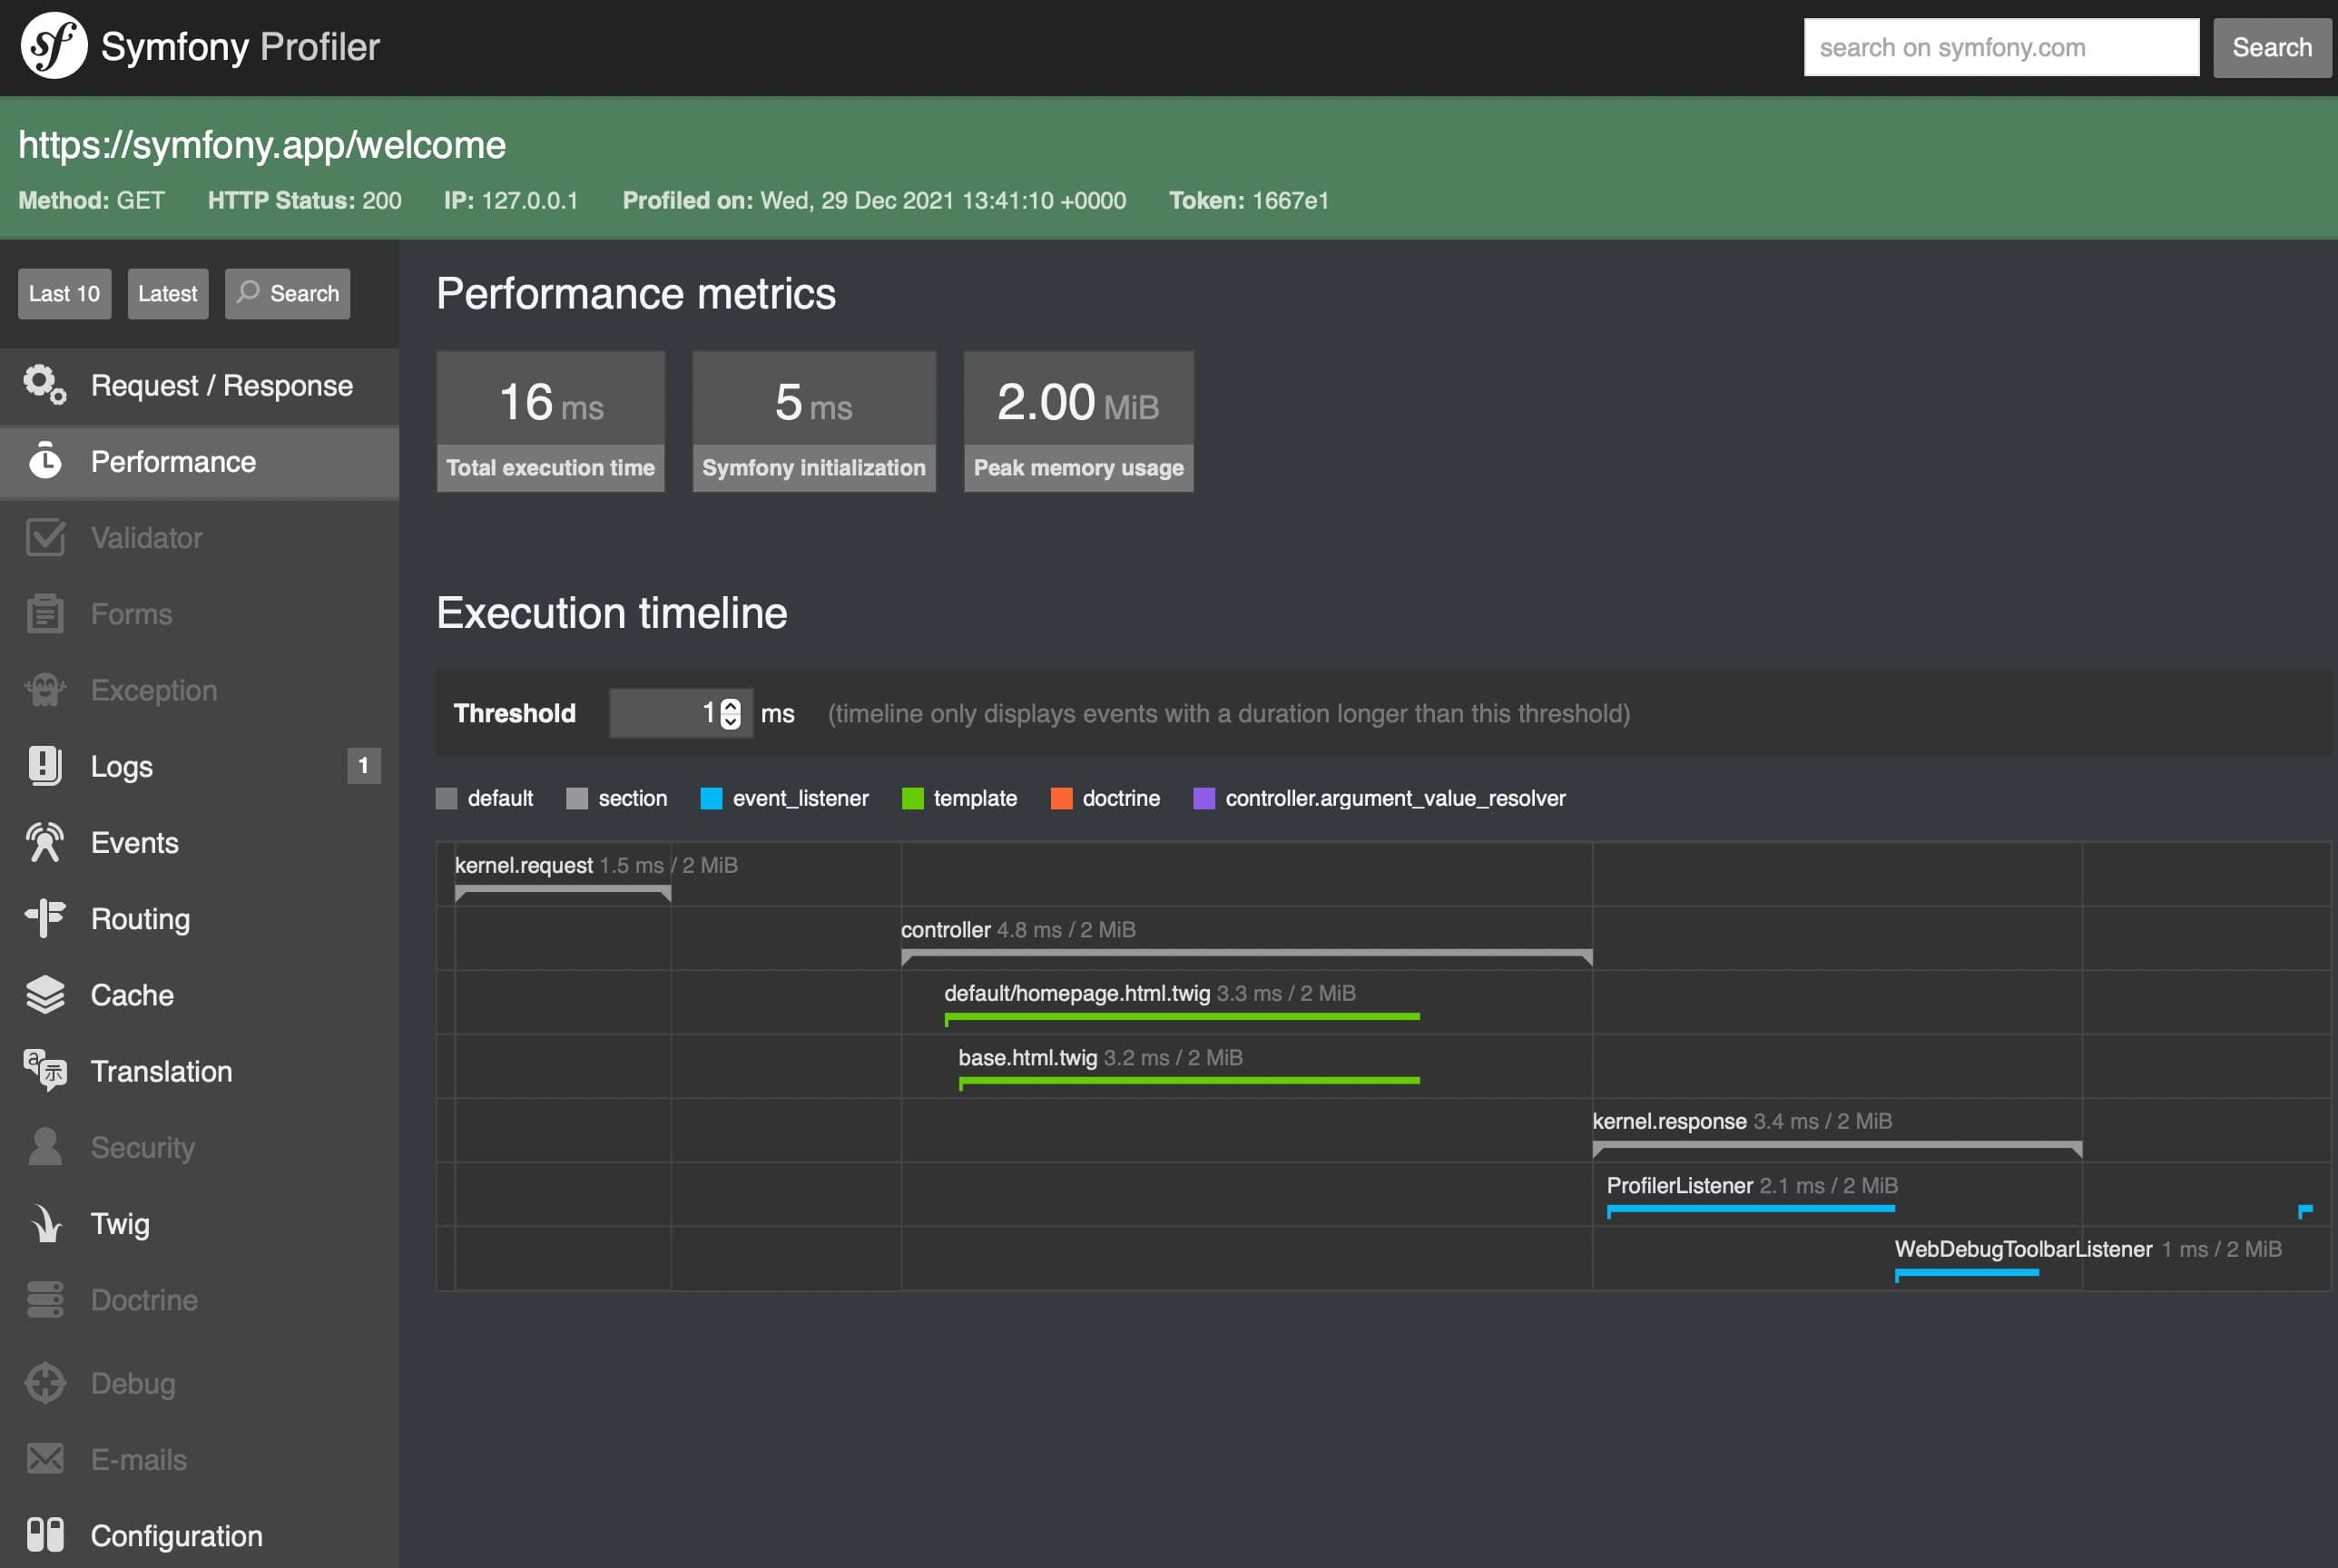 Symfony Profiler
search on symfony.com
Search
https://symfony.app/welcome
Method: GET HTTP Status: 200 IP: 127.0.0.1 Profiled on: Wed, 29 Dec 2021 13:41:10 +0000 Token: 1667e1
Last 10
Latest
Search
Request / Response
Performance
Validator
Forms
Exception
Logs 1
Events
Routing
Cache
Translation
Security
Twig
Doctrine
Debug
E-mails
Configuration
Performance metrics
16 ms
Total execution time
5 ms
Symfony initialization
2.00 MiB
Peak memory usage
Execution timeline
Threshold 1 ms (timeline only displays events with a duration longer than this threshold)
default section event_listener template doctrine controller.argument_value_resolver
kernel.request 1.5 ms / 2 MiB
controller 4.8 ms / 2 MiB
default/homepage.html.twig 3.3 ms / 2 MiB
base.html.twig 3.2 ms / 2 MiB
kernel.response 3.4 ms / 2 MiB
ProfilerListener 2.1 ms / 2 MiB
WebDebugToolbarListener 1 ms / 2 MiB